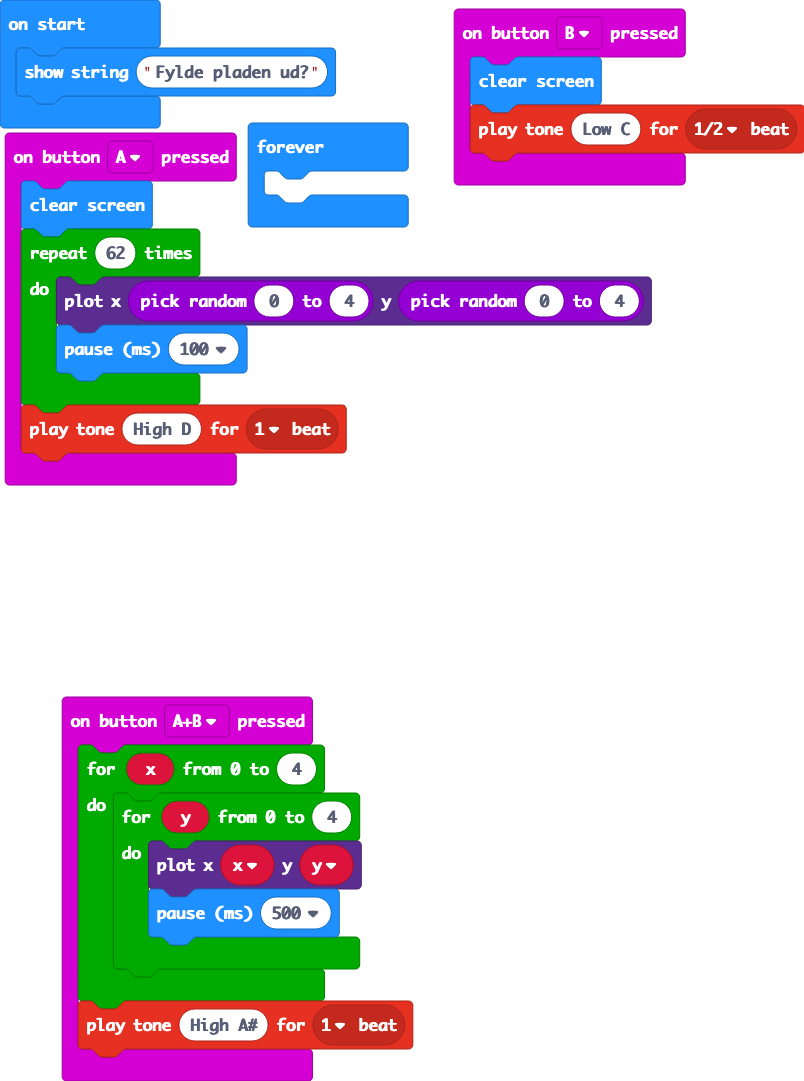 on start
show string " Fylde pladen ud? "
on button B pressed
clear screen
play tone Low C for 1/2 beat
on button A pressed
clear screen
repeat 62 times
do plot x pick random 0 to 4 y pick random 0 to 4
pause (ms) 100
play tone High D for 1 beat
forever
on button A+B pressed
for x from 0 to 4
do for y from 0 to 4
do plot x x y y
pause (ms) 500
play tone High A# for 1 beat